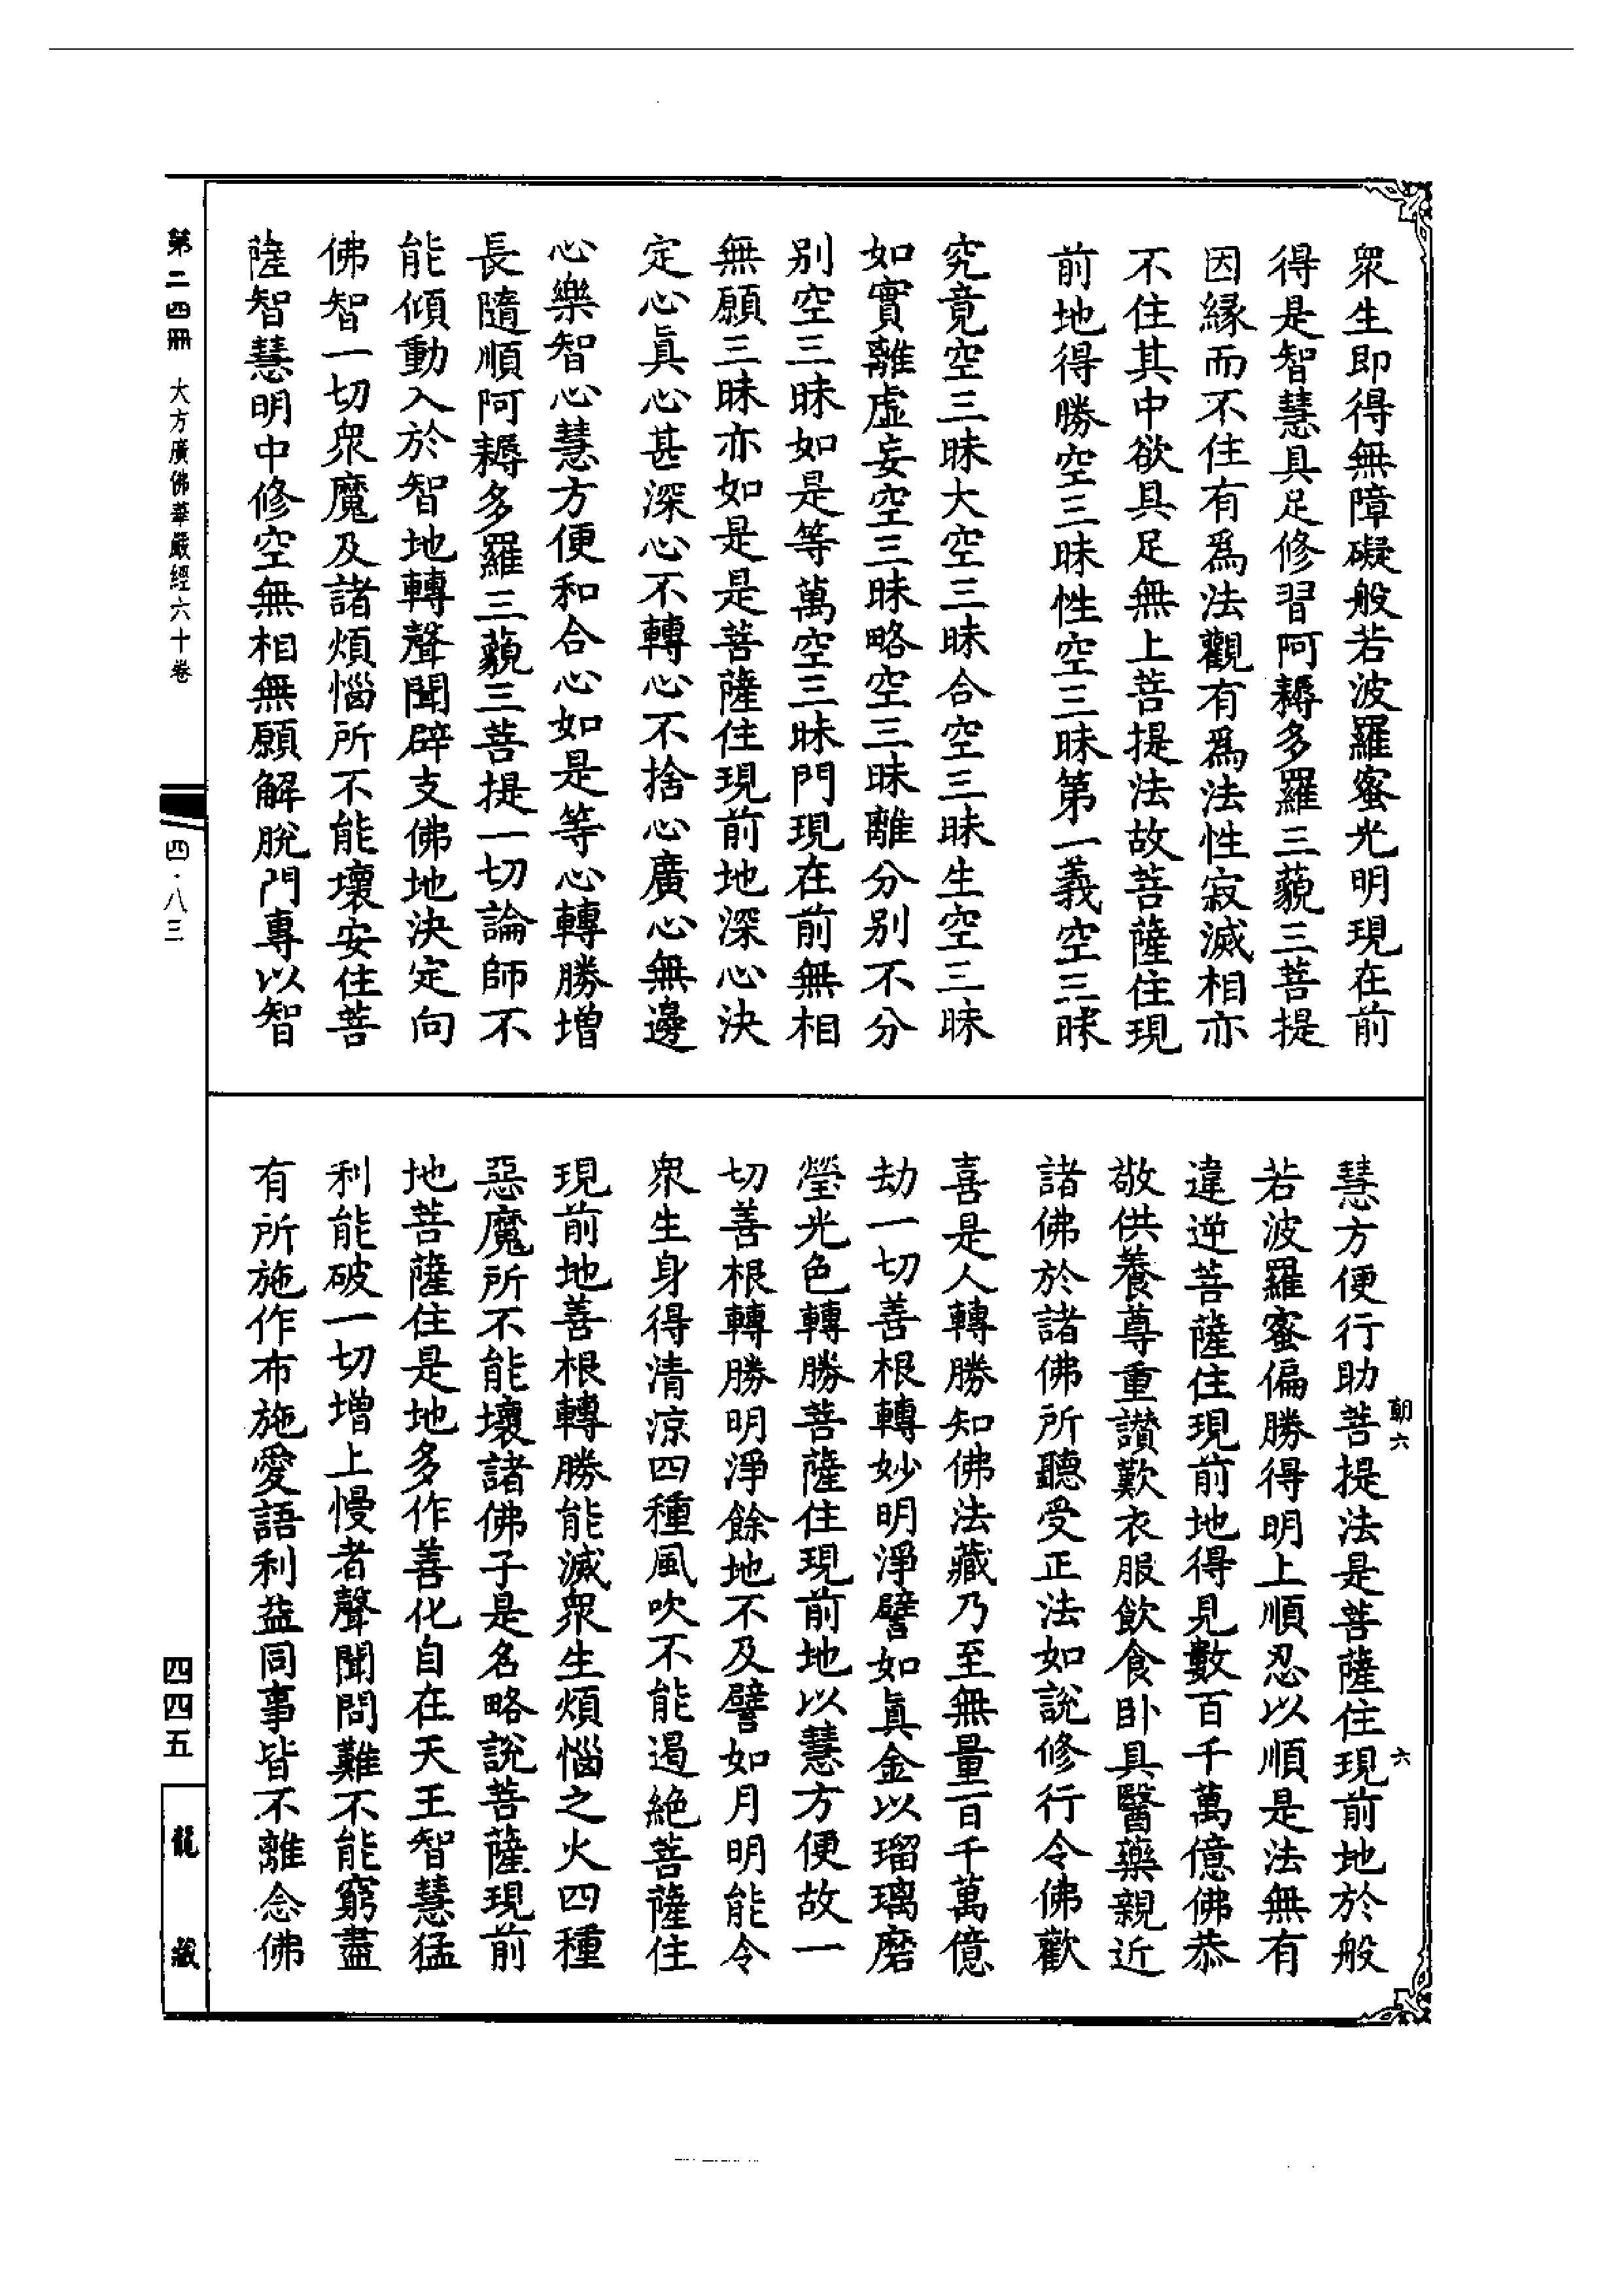 衆生即得無障礙般若波羅蜜光明現在前
得是智慧具足修習阿耨多羅三藐三菩提
因緣而不住有爲法觀有爲法性寂滅相亦
不住其中欲具足無上菩提法故菩薩住現
前地得勝空三昧性空三昧第一義空三昧
究竟空三昧大空三昧合空三昧生空三昧
如實離虛妄空三昧略空三昧離分别不分
别空三昧如是等萬空三昧門現在前無相
無願三昧亦如是是菩薩住現前地深心決
定心眞心甚深心不轉心不捨心廣心無邊
心樂智心慧方便和合心如是等心轉勝增
長隨順阿耨多羅三藐三菩提一切論師不
能傾動入於智地轉聲聞辟支佛地決定向
佛智一切衆魔及諸煩惱所不能壞安住菩
薩智慧明中修空無相無願解脫門專以智
慧方便行助菩提法是菩薩住現前地於般
若波羅蜜偏勝得明上順忍以順是法無有
違逆菩薩住現前地得見數百千萬億佛恭
敬供養尊重讃歎衣服飲食卧具醫藥親近
諸佛於諸佛所聽受正法如說修行令佛歡
喜是人轉勝知佛法藏乃至無量百千萬億
劫一切善根轉妙明淨譬如眞金以瑠璃磨
瑩光色轉勝菩薩住現前地以慧方便故一
切善根轉勝明淨餘地不及譬如月明能令
衆生身得清涼四種風吹不能遏絶菩薩住
現前地善根轉勝能滅衆生煩惱之火四種
惡魔所不能壞諸佛子是名略說菩薩現前
地菩薩住是地多作善化自在天王智慧猛
利能破一切增上慢者聲聞問難不能窮盡
有所施作布施愛語利益同事皆不離念佛
朝六
六
第二四冊 大方廣佛華嚴經六十卷
四·八三
四四五
龍藏